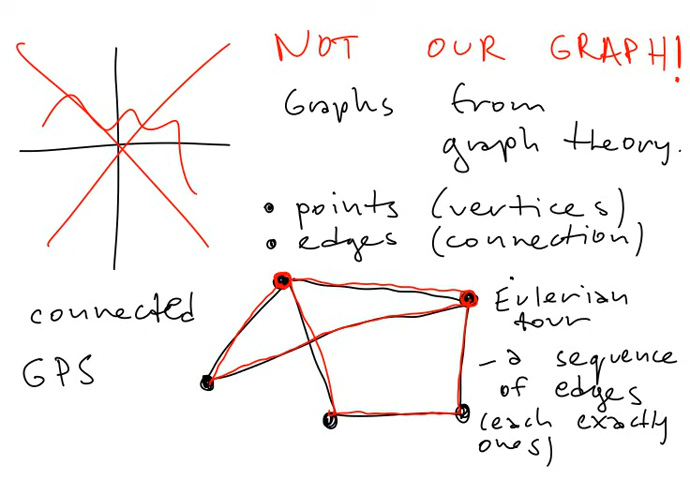 NOT OUR GRAPH!
Graphs from
graph theory.
• points (vertices)
• edges (connection)
connected
GPS
Eulerian
tour
- a sequence
of edges
(each exactly
ones)